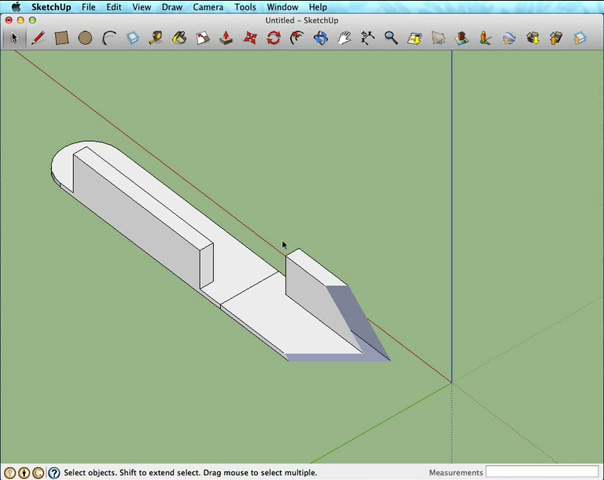 SketchUp File Edit View Draw Camera Tools Window Help
Untitled - SketchUp
Select objects. Shift to extend select. Drag mouse to select multiple.
Measurements